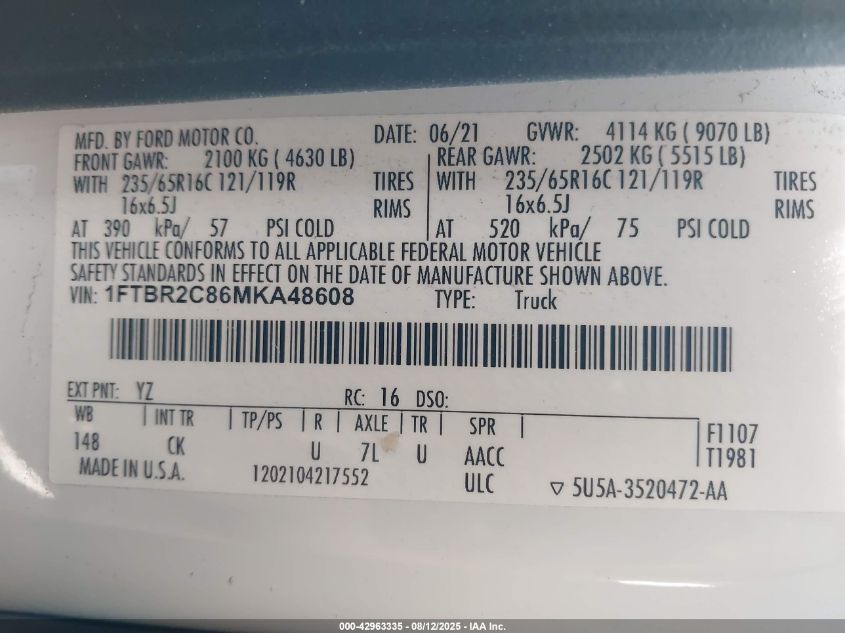 MFD. BY FORD MOTOR CO. DATE: 06/21 GVWR: 4114 KG ( 9070 LB)
FRONT GAWR: 2100 KG ( 4630 LB) REAR GAWR: 2502 KG ( 5515 LB)
WITH 235/65R16C 121/119R TIRES WITH 235/65R16C 121/119R TIRES
16x6.5J RIMS 16x6.5J RIMS
AT 390 kPa/ 57 PSI COLD AT 520 kPa/ 75 PSI COLD
THIS VEHICLE CONFORMS TO ALL APPLICABLE FEDERAL MOTOR VEHICLE
SAFETY STANDARDS IN EFFECT ON THE DATE OF MANUFACTURE SHOWN ABOVE.
VIN: 1FTBR2C86MKA48608 TYPE: Truck
EXT PNT: YZ RC: 16 DSO:
WB INT TR TP/PS R AXLE TR SPR F1107
148 CK U 7L U AACC T1981
MADE IN U.S.A. 1202104217552 ULC ▽ 5U5A-3520472-AA
000-42963335 - 08/12/2025 - IAA Inc.